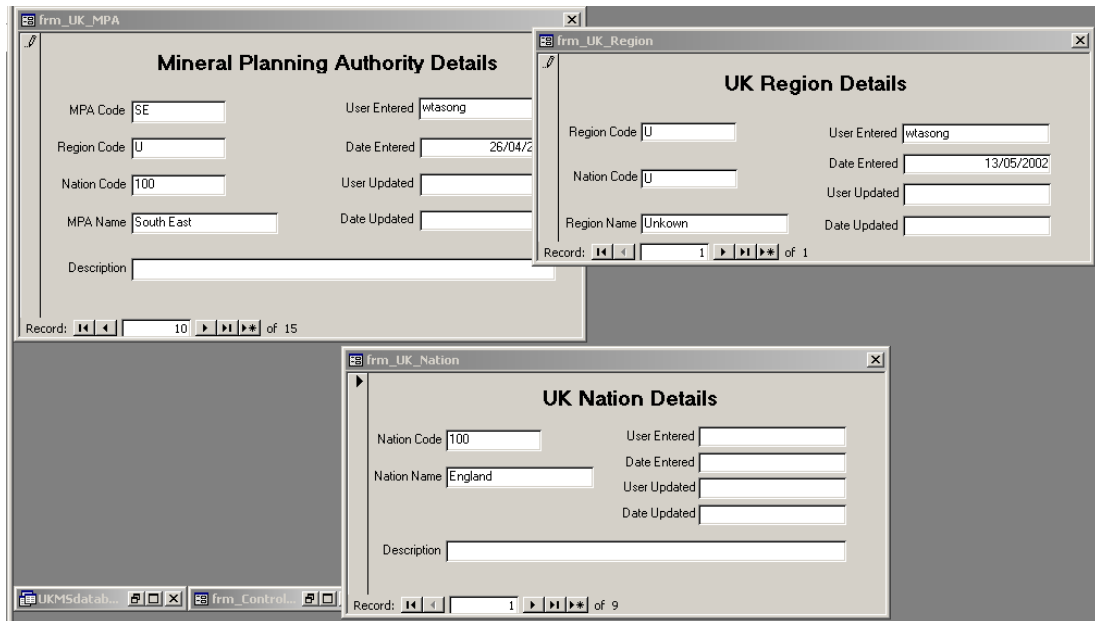 frm_UK_MPA
Mineral Planning Authority Details
MPA Code SE
User Entered wtasong
Region Code U
Date Entered 26/04/2
Nation Code 100
User Updated
MPA Name South East
Date Updated
Description
Record: 10 of 15
frm_UK_Region
UK Region Details
Region Code U
User Entered wtasong
Date Entered 13/05/2002
Nation Code U
User Updated
Region Name Unkown
Date Updated
Record: 1 of 1
frm_UK_Nation
UK Nation Details
Nation Code 100
User Entered
Date Entered
Nation Name England
User Updated
Date Updated
Description
Record: 1 of 9
UKMSdatab...
frm_Control...